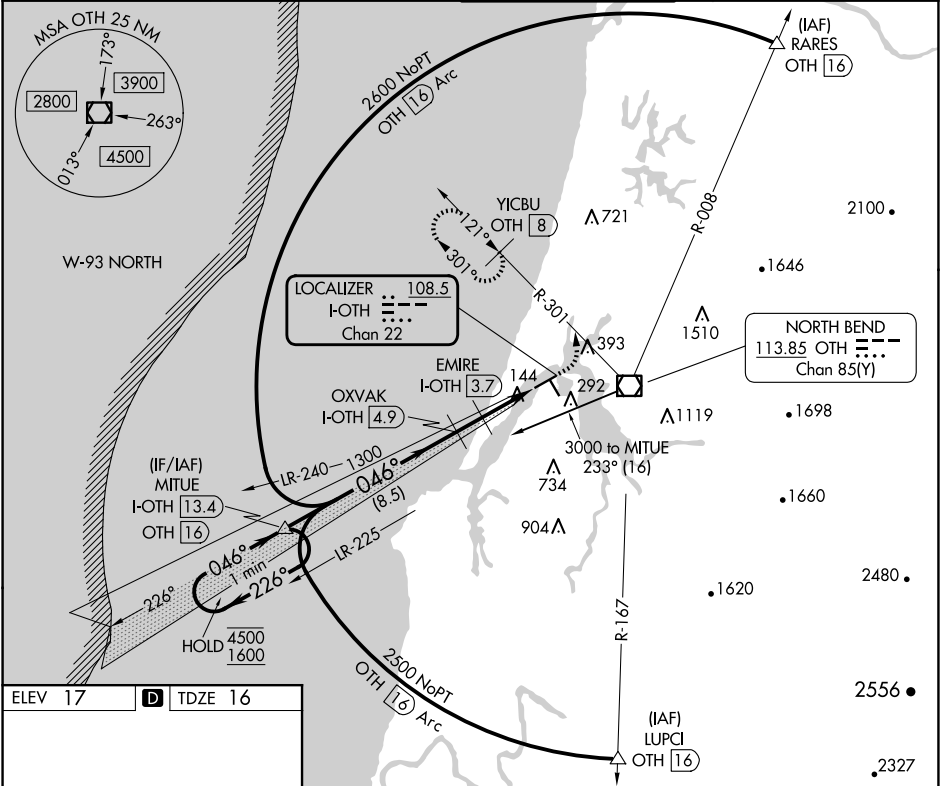 MSA OTH 25 NM
173°
3900
2800
263°
013°
4500
(IAF)
RARES
OTH 16
2600 NoPT
OTH 16 Arc
YICBU
OTH 8
121°
301°
R-301
721
R-008
2100
1646
W-93 NORTH
LOCALIZER 108.5
I-OTH
Chan 22
1510
NORTH BEND
113.85 OTH
Chan 85(Y)
393
EMIRE
I-OTH 3.7
144
292
OXVAK
I-OTH 4.9
1119
1698
3000 to MITUE
233° (16)
LR-240
1300
046°
(8.5)
734
(IF/IAF)
MITUE
I-OTH 13.4
OTH 16
1660
904
LR-225
046°
1 min
226°
226°
HOLD 4500
1600
1620
2480
R-167
2500 NoPT
OTH 16 Arc
2556
ELEV 17 D TDZE 16
(IAF)
LUPCI
OTH 16
2327